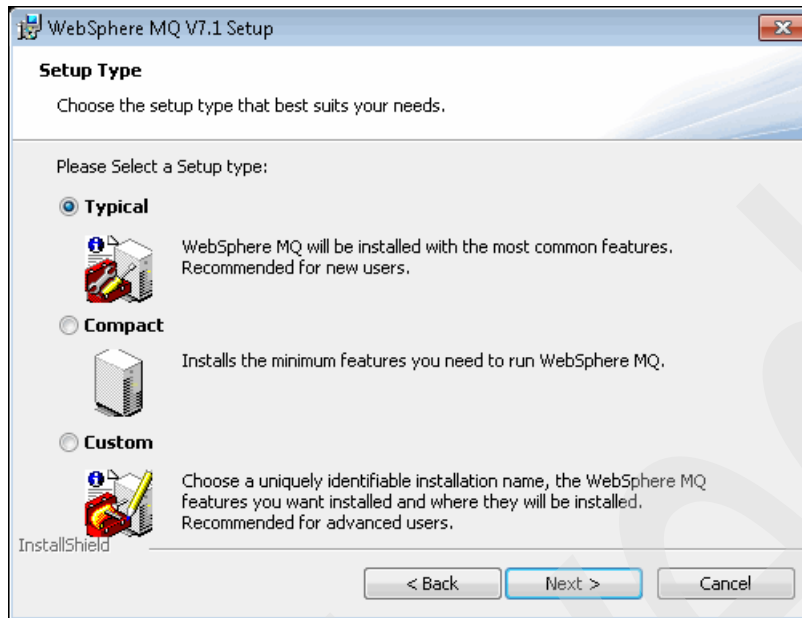 WebSphere MQ V7.1 Setup
Setup Type
Choose the setup type that best suits your needs.
Please Select a Setup type:
Typical
WebSphere MQ will be installed with the most common features.
Recommended for new users.
Compact
Installs the minimum features you need to run WebSphere MQ.
Custom
Choose a uniquely identifiable installation name, the WebSphere MQ
features you want installed and where they will be installed.
Recommended for advanced users.
InstallShield
< Back Next > Cancel